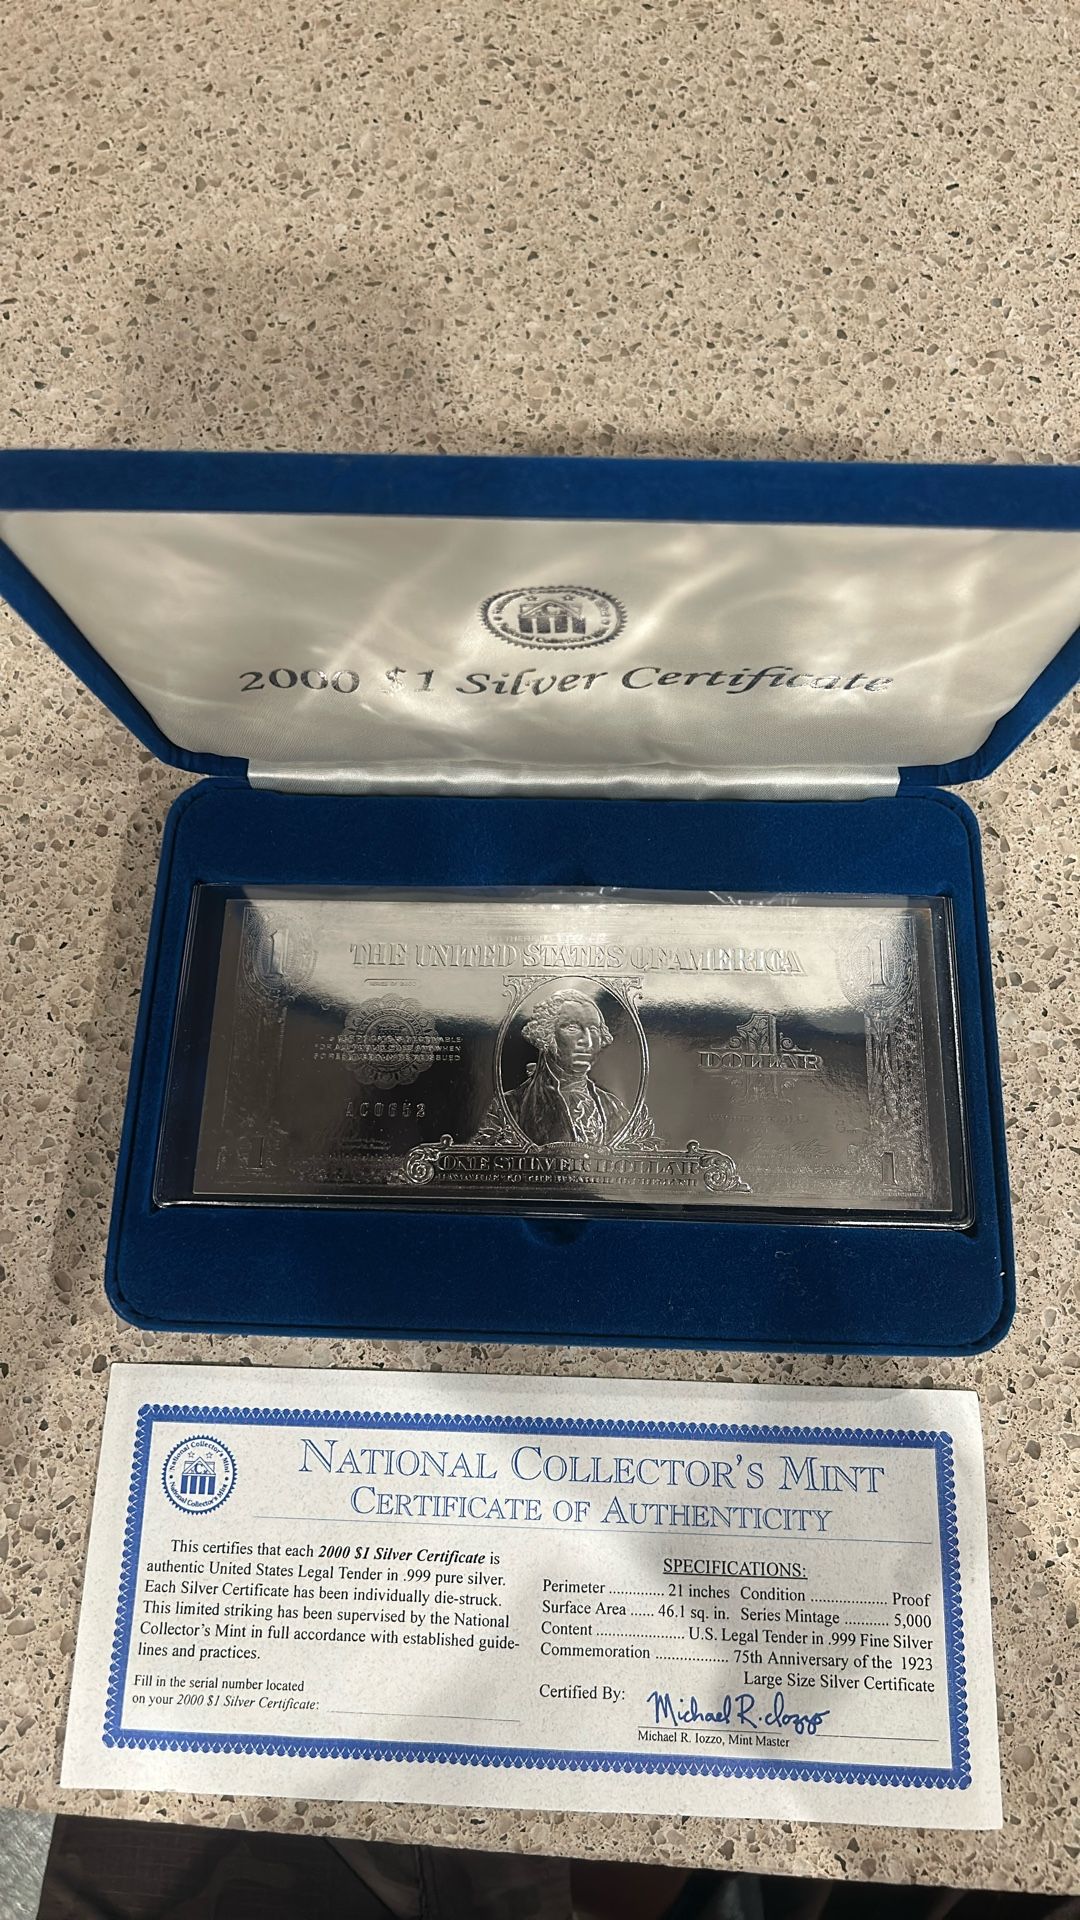 2000 $1 Silver Certificate
1
1
THE UNITED STATES OF AMERICA
1
DOLLAR
AC0652
ONE SILVER DOLLAR
1
1
NATIONAL COLLECTOR'S MINT
CERTIFICATE OF AUTHENTICITY
This certifies that each 2000 $1 Silver Certificate is
authentic United States Legal Tender in .999 pure silver.
Each Silver Certificate has been individually die-struck.
This limited striking has been supervised by the National
Collector's Mint in full accordance with established guide-
lines and practices.
Fill in the serial number located
on your 2000 $1 Silver Certificate:
SPECIFICATIONS:
Perimeter ............. 21 inches Condition .................. Proof
Surface Area ...... 46.1 sq. in. Series Mintage .......... 5,000
Content ...................... U.S. Legal Tender in .999 Fine Silver
Commemoration .................. 75th Anniversary of the 1923
Large Size Silver Certificate
Certified By: Michael R. Iozzo
Michael R. Iozzo, Mint Master